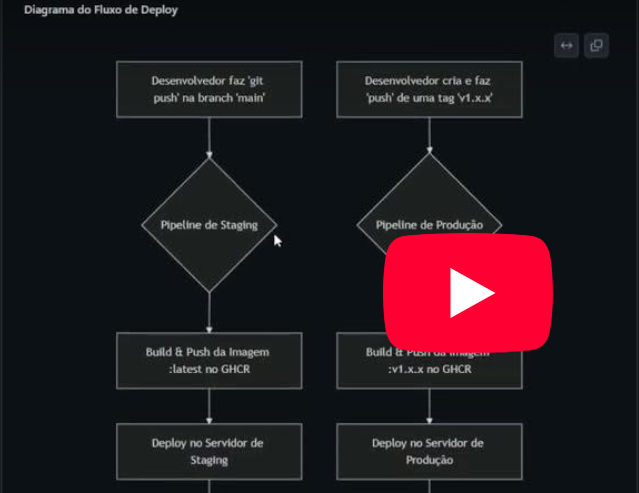 Diagrama do Fluxo de Deploy
Desenvolvedor faz 'git
push' na branch 'main'
Desenvolvedor cria e faz
'push' de uma tag 'v1.x.x'
Pipeline de Staging
Pipeline de Produção
Build & Push da Imagem
:latest no GHCR
Build & Push da Imagem
:v1.x.x no GHCR
Deploy no Servidor de
Staging
Deploy no Servidor de
Produção